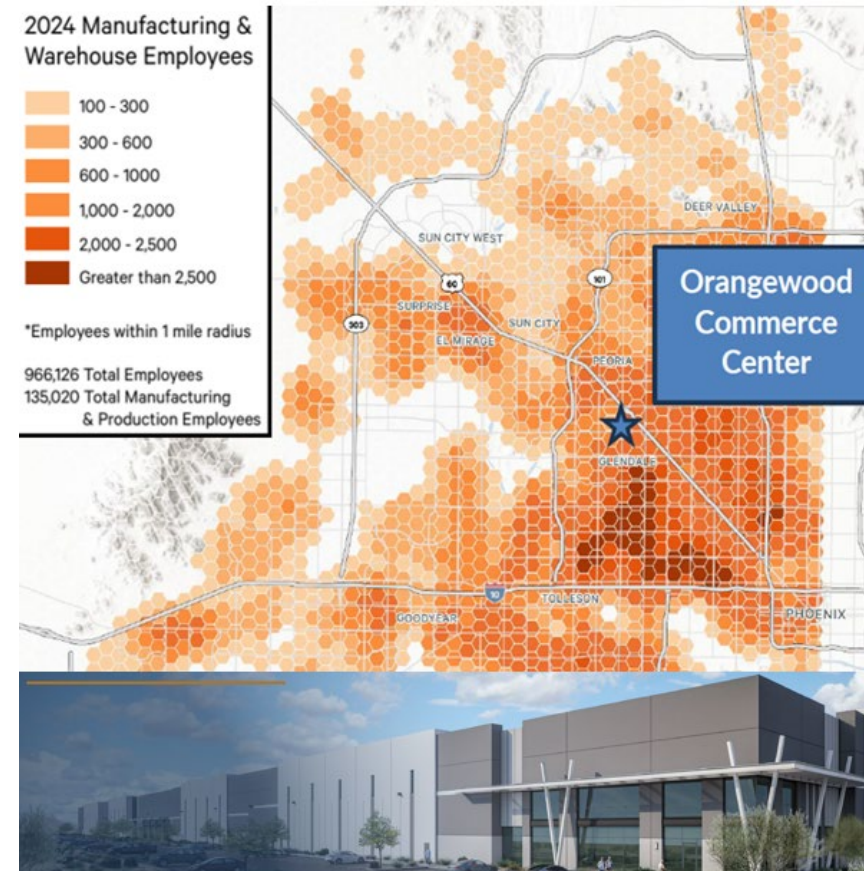 2024 Manufacturing &
Warehouse Employees
100 - 300
300 - 600
600 - 1000
1,000 - 2,000
2,000 - 2,500
Greater than 2,500
*Employees within 1 mile radius
966,126 Total Employees
135,020 Total Manufacturing
& Production Employees
DEER VALLEY
SUN CITY WEST
60
101
Orangewood
Commerce
Center
SURPRISE
303
SUN CITY
EL MIRAGE
PEORIA
GLENDALE
10
TOLLESON
GOODYEAR
PHOENIX